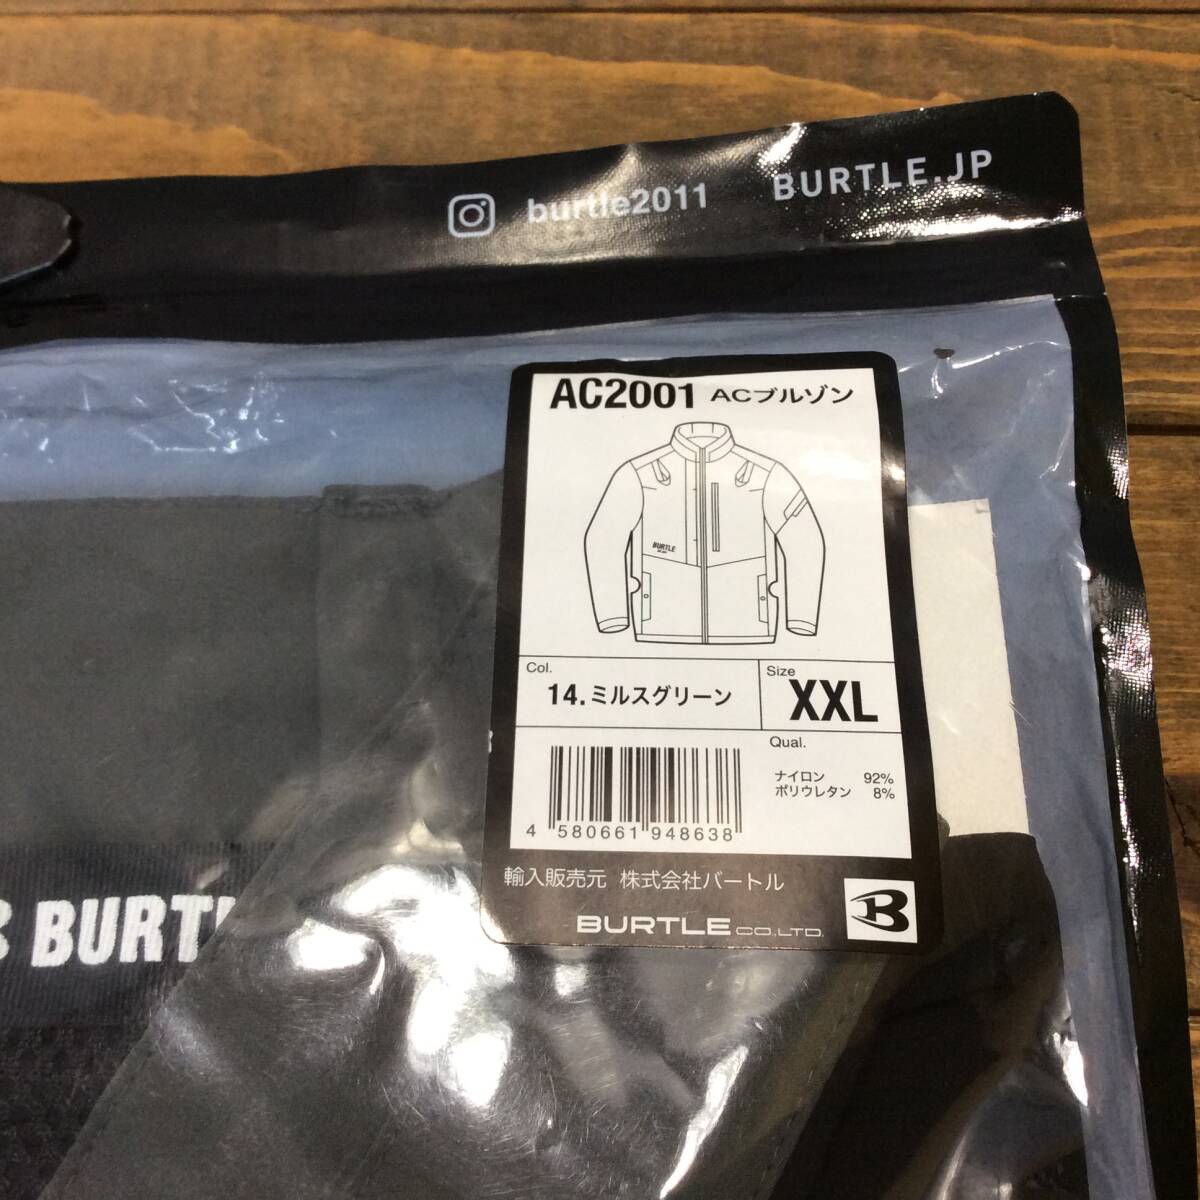 burtle2011 BURTLE.JP
AC2001 ACブルゾン
BURTLE
Col.
14.ミルスグリーン
Size
XXL
Qual.
ナイロン 92%
ポリウレタン 8%
4 580661 948638
輸入販売元 株式会社バートル
BURTLE CO.,LTD.
B
BURTL